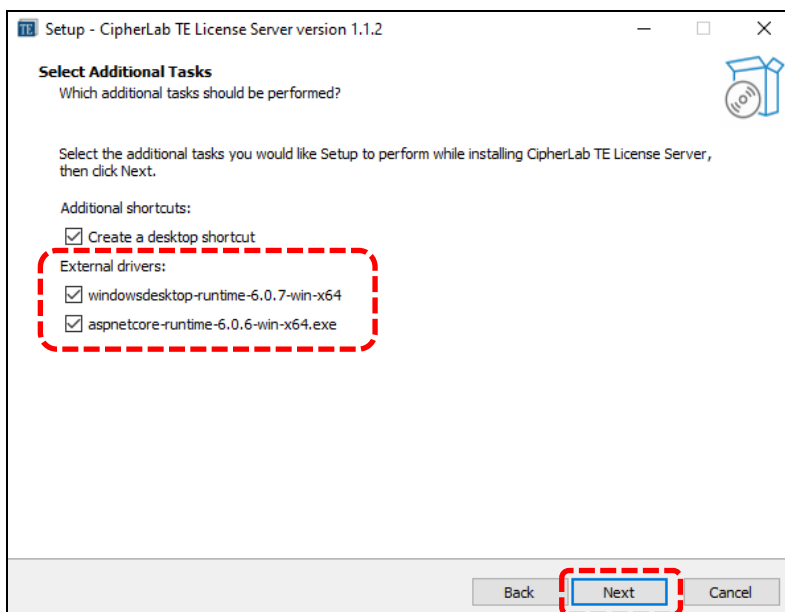 TE Setup - CipherLab TE License Server version 1.1.2
Select Additional Tasks
Which additional tasks should be performed?
Select the additional tasks you would like Setup to perform while installing CipherLab TE License Server,
then click Next.
Additional shortcuts:
Create a desktop shortcut
External drivers:
windowsdesktop-runtime-6.0.7-win-x64
aspnetcore-runtime-6.0.6-win-x64.exe
Back Next Cancel